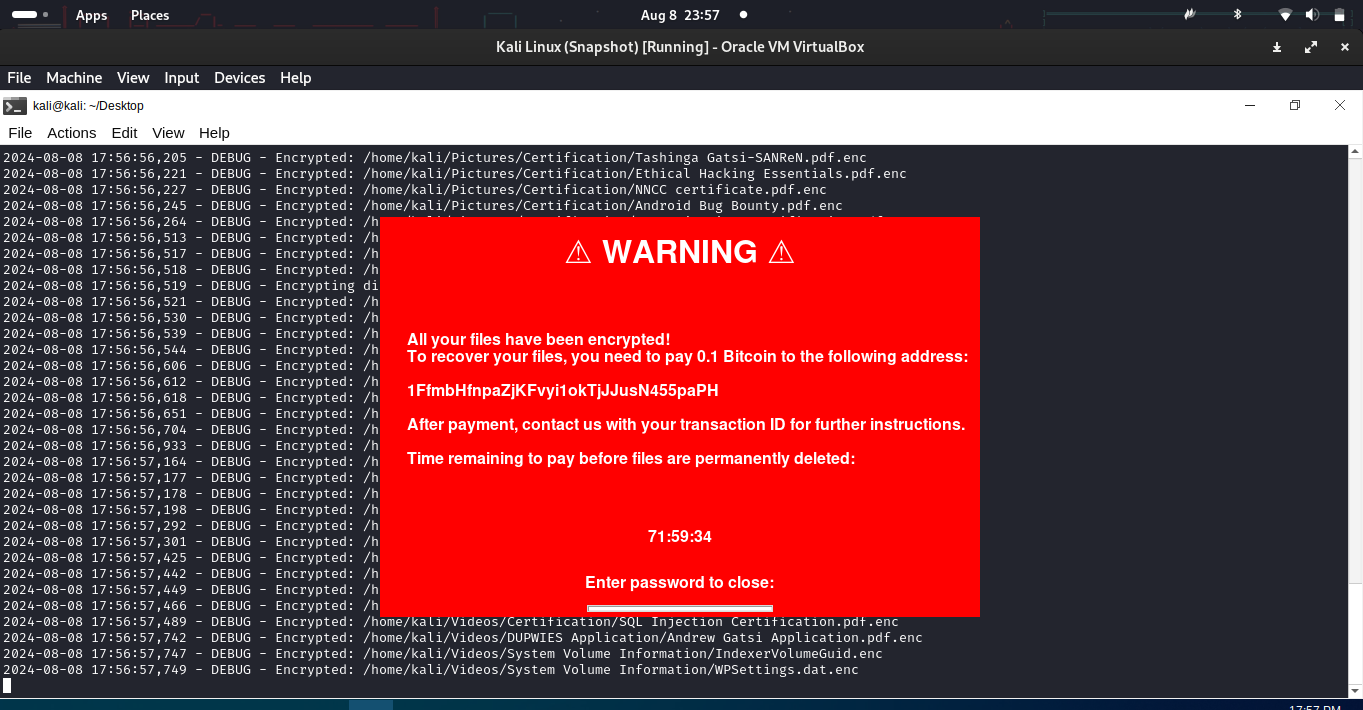 Apps Places Aug 8 23:57
Kali Linux (Snapshot) [Running] - Oracle VM VirtualBox
File Machine View Input Devices Help
kali@kali: ~/Desktop
File Actions Edit View Help
2024-08-08 17:56:56,205 - DEBUG - Encrypted: /home/kali/Pictures/Certification/Tashinga Gatsi-SANReN.pdf.enc
2024-08-08 17:56:56,221 - DEBUG - Encrypted: /home/kali/Pictures/Certification/Ethical Hacking Essentials.pdf.enc
2024-08-08 17:56:56,227 - DEBUG - Encrypted: /home/kali/Pictures/Certification/NNCC certificate.pdf.enc
2024-08-08 17:56:56,245 - DEBUG - Encrypted: /home/kali/Pictures/Certification/Android Bug Bounty.pdf.enc
2024-08-08 17:56:56,264 - DEBUG - Encrypted: /h
2024-08-08 17:56:56,513 - DEBUG - Encrypted: /h
2024-08-08 17:56:56,517 - DEBUG - Encrypted: /h
2024-08-08 17:56:56,518 - DEBUG - Encrypted: /h
2024-08-08 17:56:56,519 - DEBUG - Encrypting di
2024-08-08 17:56:56,521 - DEBUG - Encrypted: /h
2024-08-08 17:56:56,530 - DEBUG - Encrypted: /h
2024-08-08 17:56:56,539 - DEBUG - Encrypted: /h
2024-08-08 17:56:56,544 - DEBUG - Encrypted: /h
2024-08-08 17:56:56,606 - DEBUG - Encrypted: /h
2024-08-08 17:56:56,612 - DEBUG - Encrypted: /h
2024-08-08 17:56:56,618 - DEBUG - Encrypted: /h
2024-08-08 17:56:56,651 - DEBUG - Encrypted: /h
2024-08-08 17:56:56,704 - DEBUG - Encrypted: /h
2024-08-08 17:56:56,933 - DEBUG - Encrypted: /h
2024-08-08 17:56:57,164 - DEBUG - Encrypted: /h
2024-08-08 17:56:57,177 - DEBUG - Encrypted: /h
2024-08-08 17:56:57,178 - DEBUG - Encrypted: /h
2024-08-08 17:56:57,198 - DEBUG - Encrypted: /h
2024-08-08 17:56:57,292 - DEBUG - Encrypted: /h
2024-08-08 17:56:57,301 - DEBUG - Encrypted: /h
2024-08-08 17:56:57,425 - DEBUG - Encrypted: /h
2024-08-08 17:56:57,442 - DEBUG - Encrypted: /h
2024-08-08 17:56:57,449 - DEBUG - Encrypted: /h
2024-08-08 17:56:57,466 - DEBUG - Encrypted: /h
2024-08-08 17:56:57,489 - DEBUG - Encrypted: /home/kali/Videos/Certification/SQL Injection Certification.pdf.enc
2024-08-08 17:56:57,742 - DEBUG - Encrypted: /home/kali/Videos/DUPWIES Application/Andrew Gatsi Application.pdf.enc
2024-08-08 17:56:57,747 - DEBUG - Encrypted: /home/kali/Videos/System Volume Information/IndexerVolumeGuid.enc
2024-08-08 17:56:57,749 - DEBUG - Encrypted: /home/kali/Videos/System Volume Information/WPSettings.dat.enc
⚠ WARNING ⚠
All your files have been encrypted!
To recover your files, you need to pay 0.1 Bitcoin to the following address:
1FfmbHfnpaZjKFvyi1okTjJJusN455paPH
After payment, contact us with your transaction ID for further instructions.
Time remaining to pay before files are permanently deleted:
71:59:34
Enter password to close:
17:57 PM